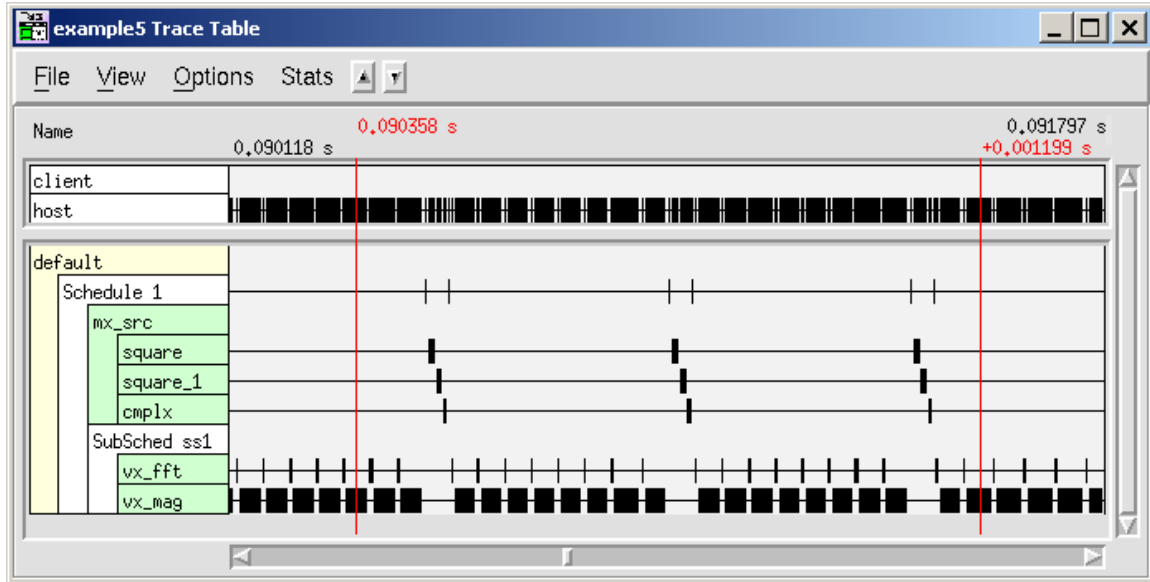 example5 Trace Table
File View Options Stats
Name
0.090358 s
0.091797 s
0.090118 s
+0.001199 s
client
host
default
Schedule 1
mx_src
square
square_1
cmplx
SubSched ss1
vx_fft
vx_mag